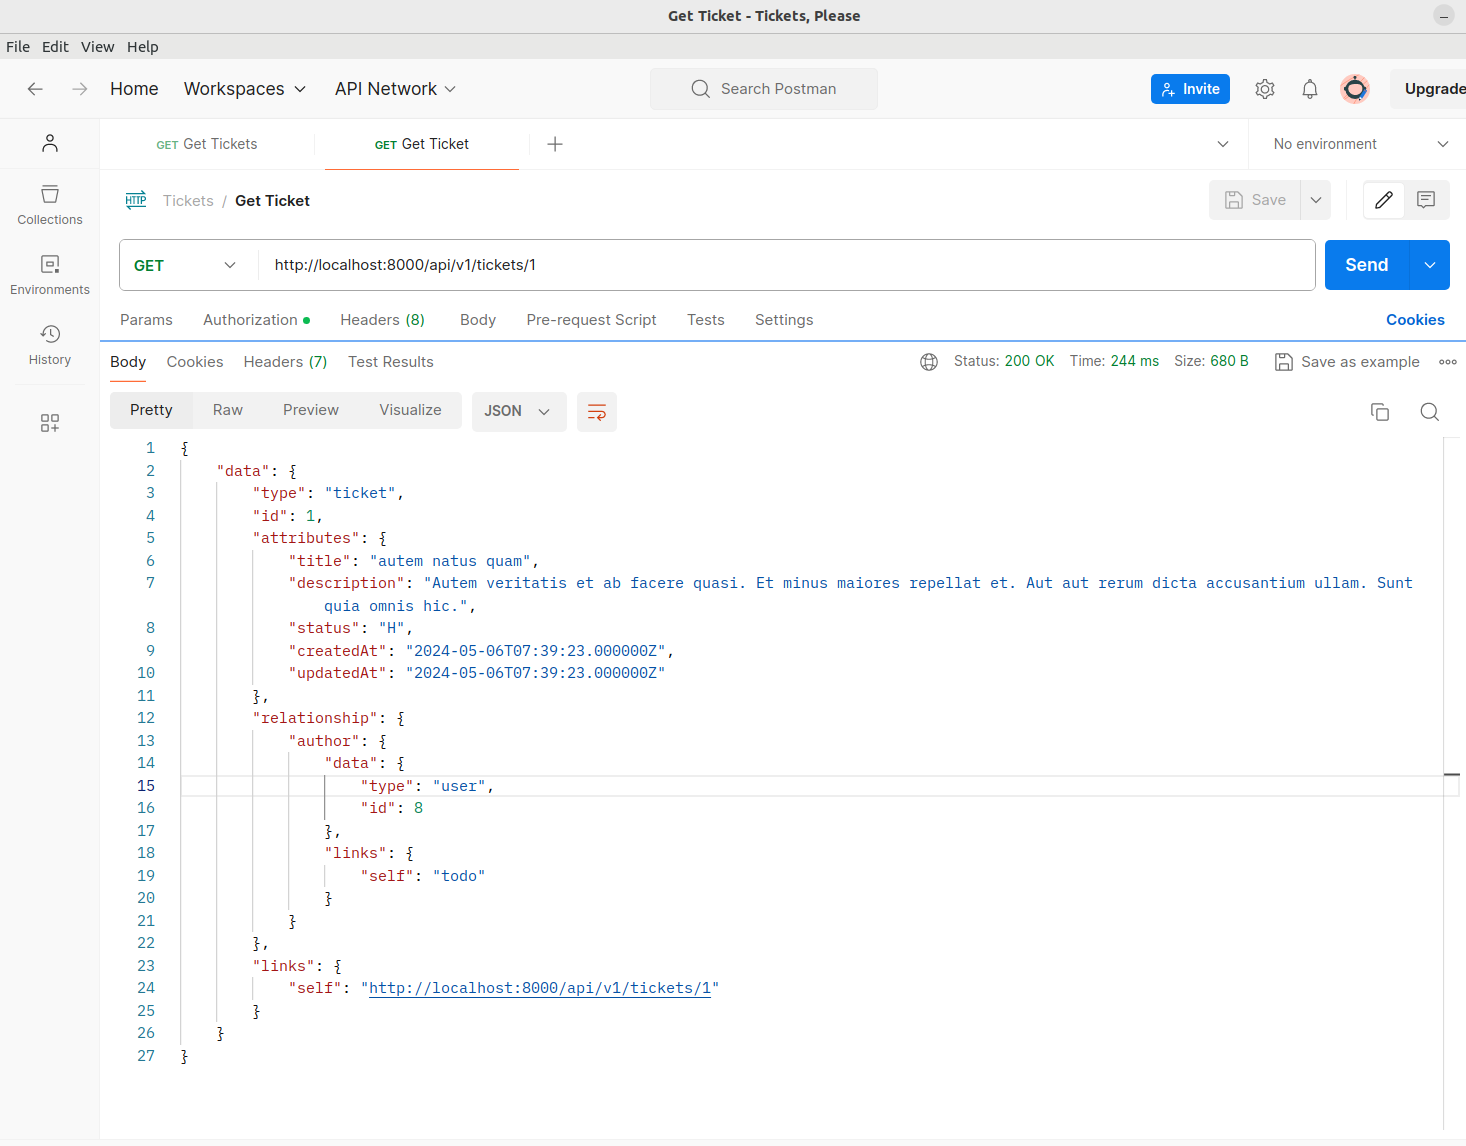 Get Ticket - Tickets, Please
File Edit View Help
Home Workspaces API Network Search Postman Invite Upgrade
GET Get Tickets GET Get Ticket No environment
HTTP Tickets / Get Ticket Save
Collections
Environments
History
GET http://localhost:8000/api/v1/tickets/1 Send
Params Authorization Headers (8) Body Pre-request Script Tests Settings Cookies
Body Cookies Headers (7) Test Results Status: 200 OK Time: 244 ms Size: 680 B Save as example
Pretty Raw Preview Visualize JSON
1 {
2 "data": {
3 "type": "ticket",
4 "id": 1,
5 "attributes": {
6 "title": "autem natus quam",
7 "description": "Autem veritatis et ab facere quasi. Et minus maiores repellat et. Aut aut rerum dicta accusantium ullam. Sunt
quia omnis hic.",
8 "status": "H",
9 "createdAt": "2024-05-06T07:39:23.000000Z",
10 "updatedAt": "2024-05-06T07:39:23.000000Z"
11 },
12 "relationship": {
13 "author": {
14 "data": {
15 "type": "user",
16 "id": 8
17 },
18 "links": {
19 "self": "todo"
20 }
21 }
22 },
23 "links": {
24 "self": "http://localhost:8000/api/v1/tickets/1"
25 }
26 }
27 }